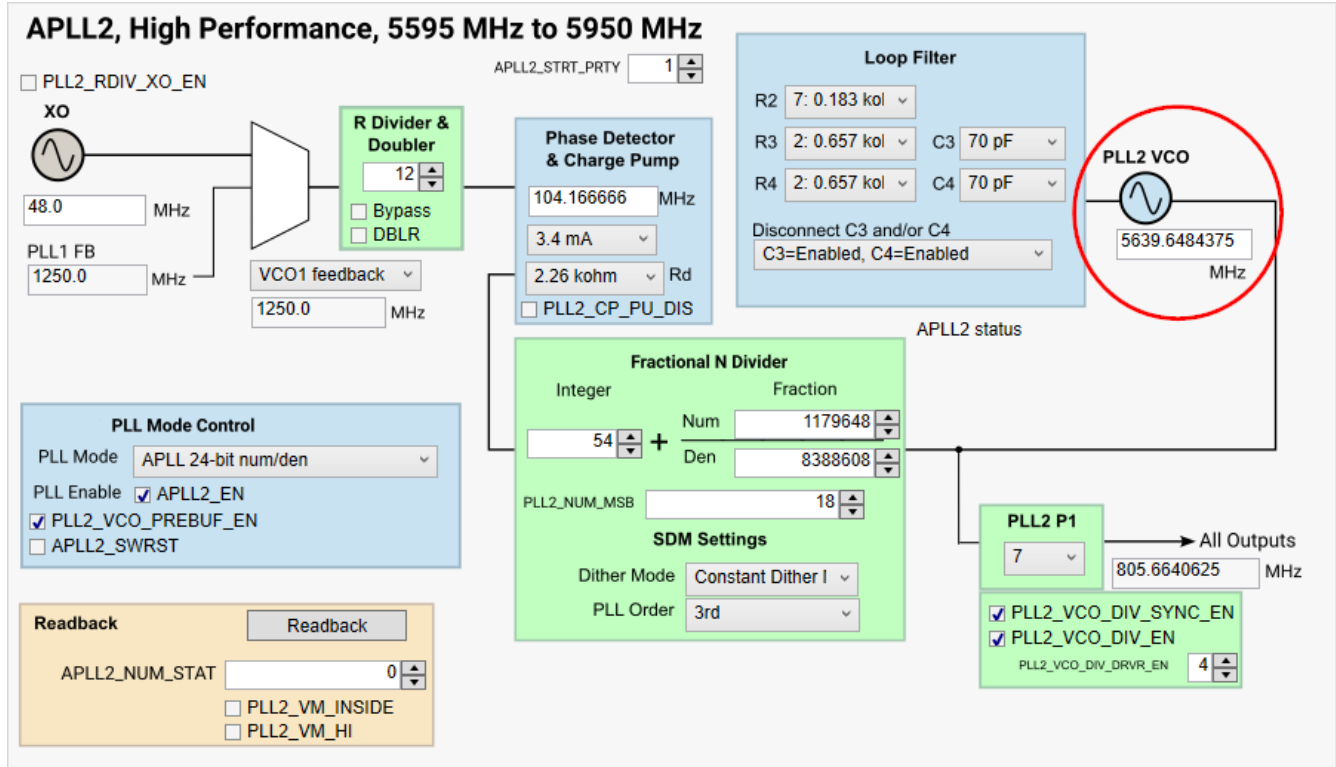 APLL2, High Performance, 5595 MHz to 5950 MHz
APLL2_STRT_PRTY 1
PLL2_RDIV_XO_EN
XO
48.0 MHz
PLL1 FB
1250.0 MHz
VCO1 feedback
1250.0 MHz
R Divider &
Doubler
12
Bypass
DBLR
Phase Detector
& Charge Pump
104.166666 MHz
3.4 mA
2.26 kohm Rd
PLL2_CP_PU_DIS
Loop Filter
R2 7: 0.183 kol
R3 2: 0.657 kol C3 70 pF
R4 2: 0.657 kol C4 70 pF
Disconnect C3 and/or C4
C3=Enabled, C4=Enabled
PLL2 VCO
5639.6484375
MHz
APLL2 status
Fractional N Divider
Integer Fraction
Num 1179648
54 +
Den 8388608
PLL2_NUM_MSB 18
SDM Settings
Dither Mode Constant Dither I
PLL Order 3rd
PLL Mode Control
PLL Mode APLL 24-bit num/den
PLL Enable APLL2_EN
PLL2_VCO_PREBUF_EN
APLL2_SWRST
PLL2 P1
7
All Outputs
805.6640625 MHz
PLL2_VCO_DIV_SYNC_EN
PLL2_VCO_DIV_EN
PLL2_VCO_DIV_DRVR_EN 4
Readback Readback
APLL2_NUM_STAT 0
PLL2_VM_INSIDE
PLL2_VM_HI